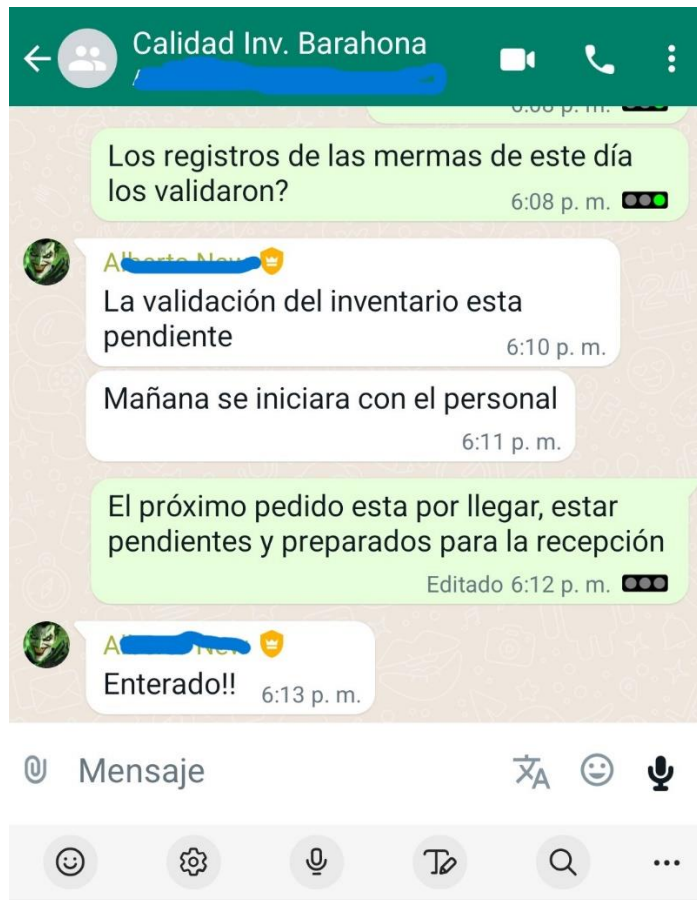 Calidad Inv. Barahona
6:08 p. m.
Los registros de las mermas de este día
los validaron?
6:08 p. m.
La validación del inventario esta
pendiente
6:10 p. m.
Mañana se iniciara con el personal
6:11 p. m.
El próximo pedido esta por llegar, estar
pendientes y preparados para la recepción
Editado 6:12 p. m.
Enterado!!
6:13 p. m.
Mensaje